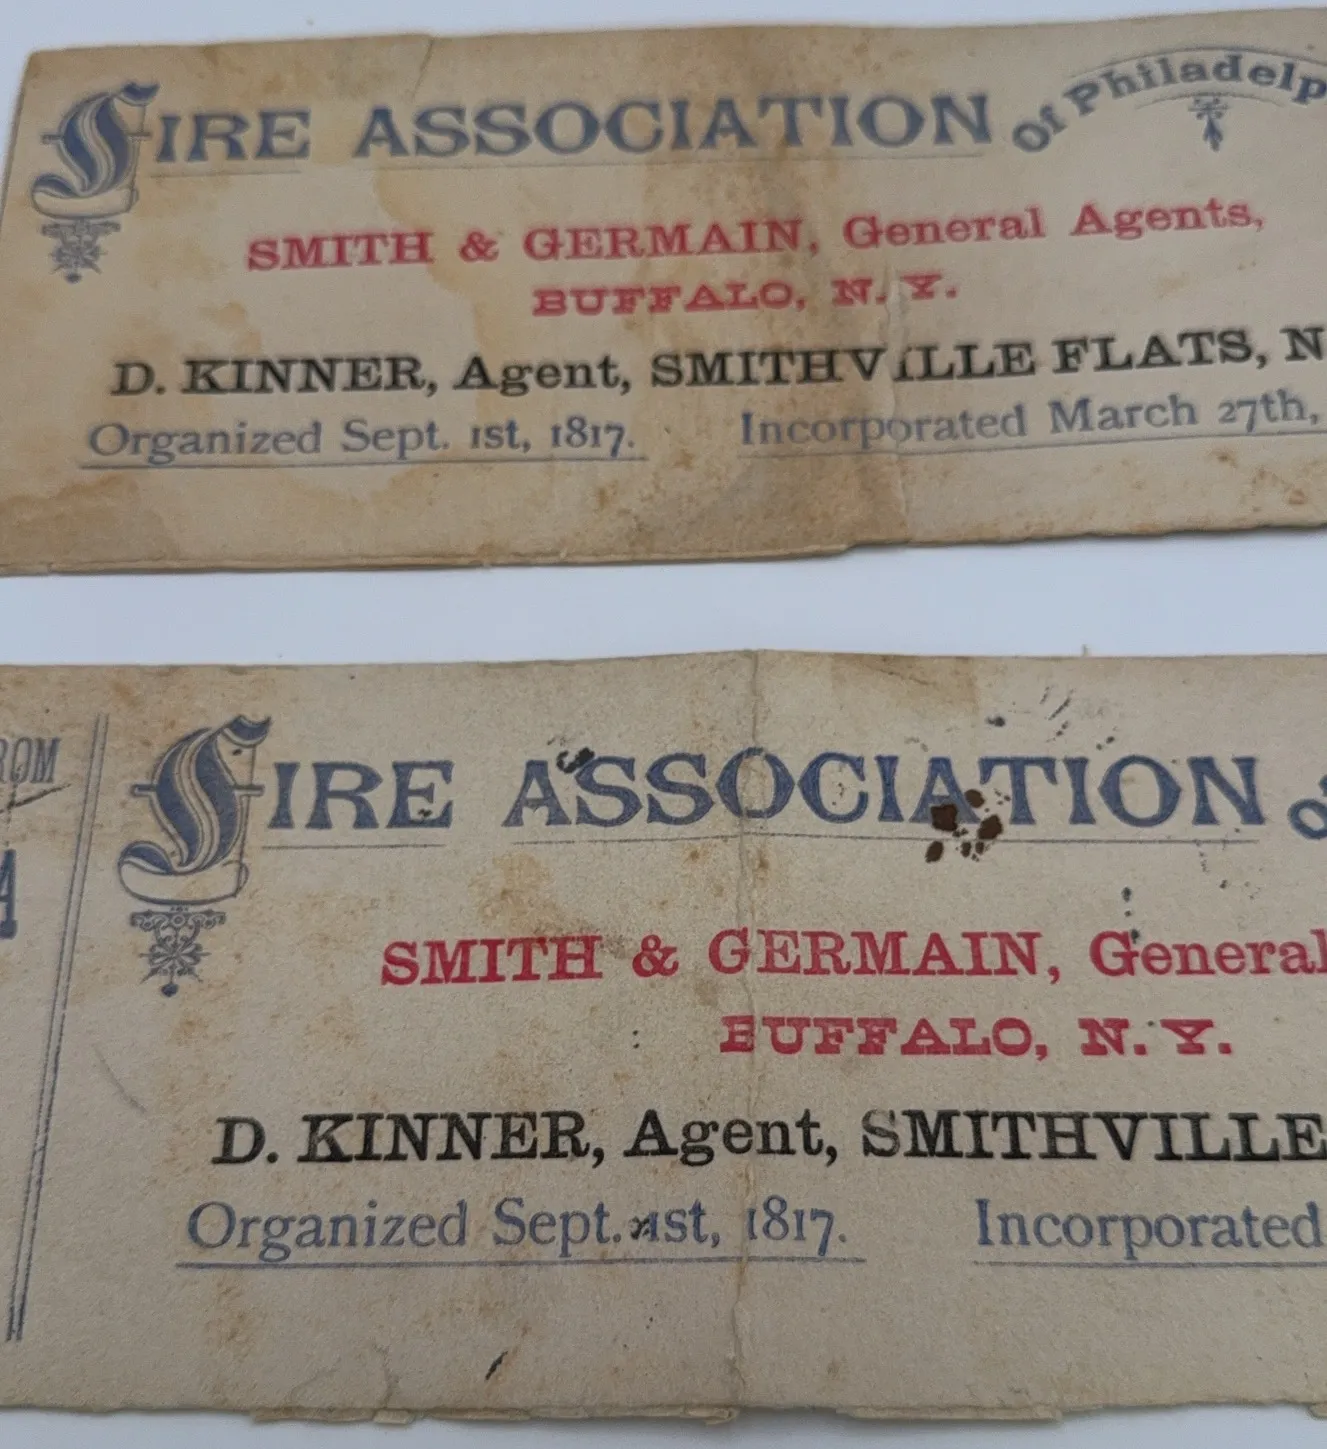 FIRE ASSOCIATION Of Philadelp
SMITH & GERMAIN, General Agents,
BUFFALO, N. Y.
D. KINNER, Agent, SMITHVILLE FLATS, N
Organized Sept. 1st, 1817. Incorporated March 27th,
ROM
A
FIRE ASSOCIATION O
SMITH & GERMAIN, General
BUFFALO, N. Y.
D. KINNER, Agent, SMITHVILLE
Organized Sept. 1st, 1817. Incorporated